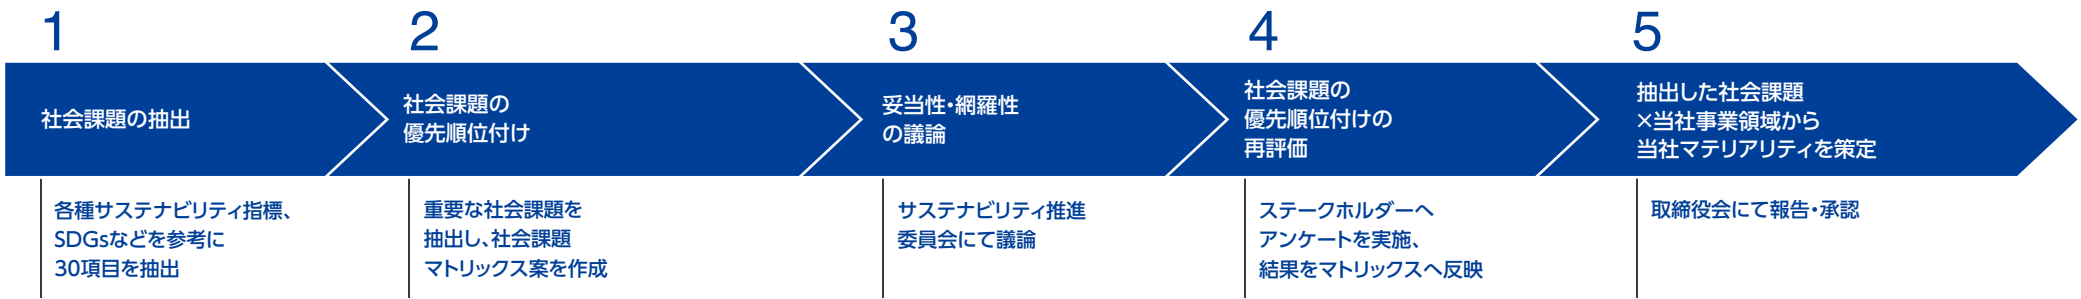 1
社会課題の抽出
各種サステナビリティ指標、
SDGsなどを参考に
30項目を抽出
2
社会課題の
優先順位付け
重要な社会課題を
抽出し、社会課題
マトリックス案を作成
3
妥当性・網羅性
の議論
サステナビリティ推進
委員会にて議論
4
社会課題の
優先順位付けの
再評価
ステークホルダーへ
アンケートを実施、
結果をマトリックスへ反映
5
抽出した社会課題
×当社事業領域から
当社マテリアリティを策定
取締役会にて報告・承認